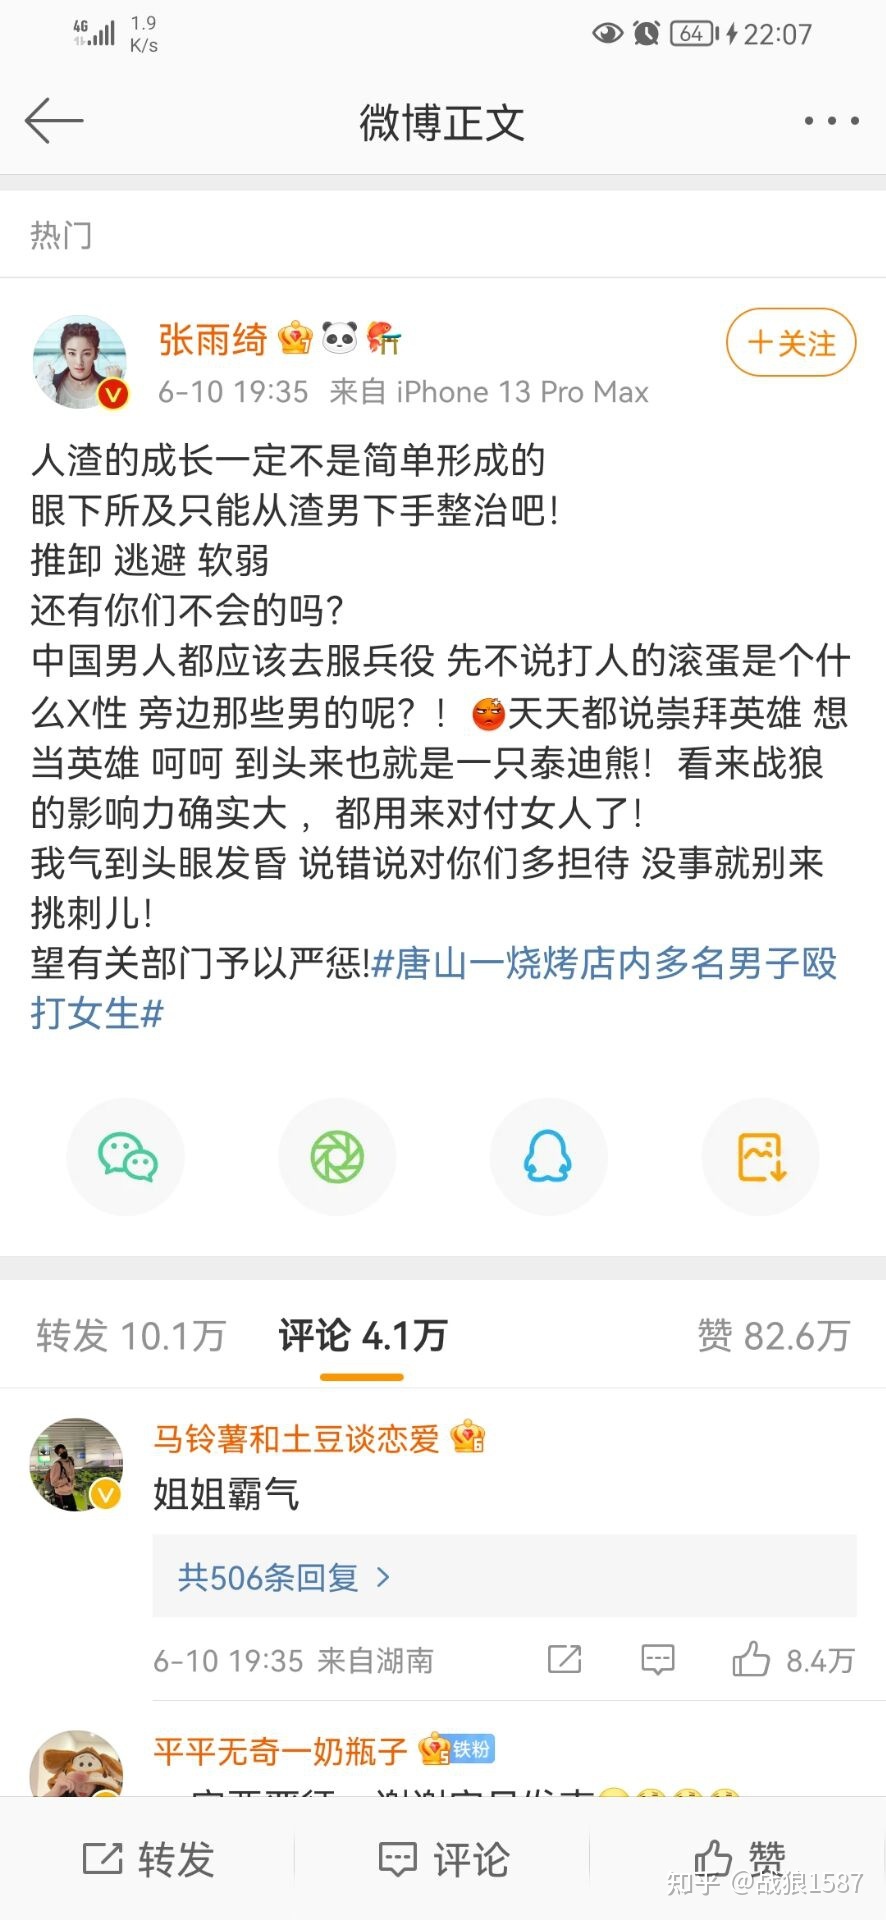 4G 1.9 K/s 64 22:07
微博正文
热门
张雨绮
+关注
6-10 19:35 来自 iPhone 13 Pro Max
人渣的成长一定不是简单形成的
眼下所及只能从渣男下手整治吧!
推卸 逃避 软弱
还有你们不会的吗?
中国男人都应该去服兵役 先不说打人的滚蛋是个什
么X性 旁边那些男的呢?! 天天都说崇拜英雄 想
当英雄 呵呵 到头来也就是一只泰迪熊! 看来战狼
的影响力确实大 ，都用来对付女人了!
我气到头眼发昏 说错说对你们多担待 没事就别来
挑刺儿!
望有关部门予以严惩!#唐山一烧烤店内多名男子殴
打女生#
转发 10.1万 评论 4.1万 赞 82.6万
马铃薯和土豆谈恋爱
姐姐霸气
共506条回复 >
6-10 19:35 来自湖南 8.4万
平平无奇一奶瓶子 铁粉
转发 评论 赞
知乎 @战狼1587